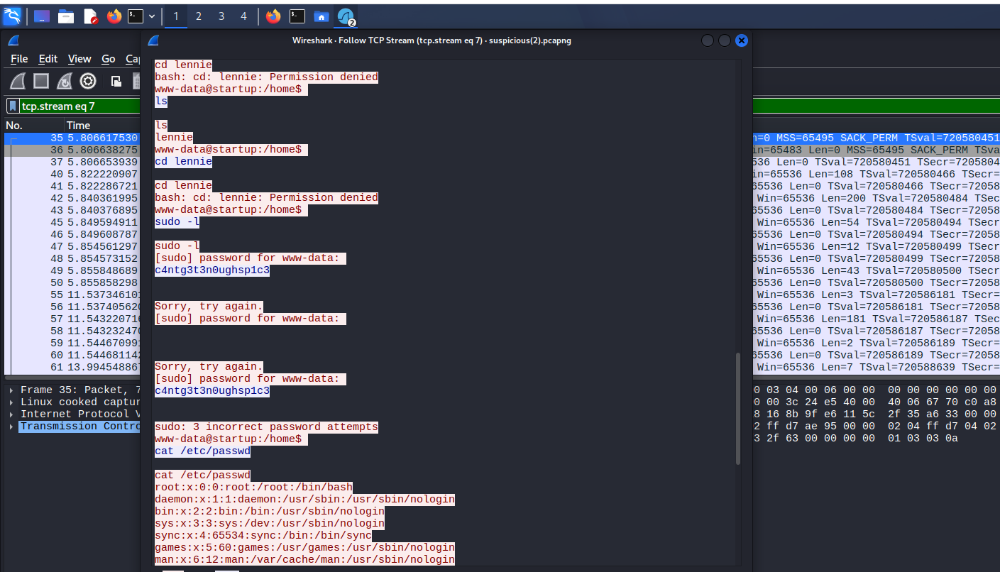 1 2 3 4 2
Wireshark · Follow TCP Stream (tcp.stream eq 7) · suspicious(2).pcapng
File Edit View Go
tcp.stream eq 7
No. Time
35 5.806617530
36 5.806638275
37 5.806653939
40 5.822220907
41 5.822286721
42 5.840361995
43 5.840376895
45 5.849594911
46 5.849608787
47 5.854561297
48 5.854573152
49 5.855848689
50 5.855858298
55 11.53734610
56 11.53740562
57 11.54322071
58 11.54323247
59 11.54467099
60 11.54468114
61 13.99454886
Frame 35: Packet, 7
Linux cooked captur
Internet Protocol V
Transmission Contro
cd lennie
bash: cd: lennie: Permission denied
www-data@startup:/home$
ls
ls
lennie
www-data@startup:/home$
cd lennie
cd lennie
bash: cd: lennie: Permission denied
www-data@startup:/home$
sudo -l
sudo -l
[sudo] password for www-data:
c4ntg3t3n0ughsp1c3
Sorry, try again.
[sudo] password for www-data:
Sorry, try again.
[sudo] password for www-data:
c4ntg3t3n0ughsp1c3
sudo: 3 incorrect password attempts
www-data@startup:/home$
cat /etc/passwd
cat /etc/passwd
root:x:0:0:root:/root:/bin/bash
daemon:x:1:1:daemon:/usr/sbin:/usr/sbin/nologin
bin:x:2:2:bin:/bin:/usr/sbin/nologin
sys:x:3:3:sys:/dev:/usr/sbin/nologin
sync:x:4:65534:sync:/bin:/bin/sync
games:x:5:60:games:/usr/games:/usr/sbin/nologin
man:x:6:12:man:/var/cache/man:/usr/sbin/nologin
=0 MSS=65495 SACK_PERM TSval=720580451
in=65483 Len=0 MSS=65495 SACK_PERM TSva
536 Len=0 TSval=720580451 TSecr=7205804
in=65536 Len=108 TSval=720580466 TSecr=
65536 Len=0 TSval=720580466 TSecr=72058
Win=65536 Len=200 TSval=720580484 TSec
65536 Len=0 TSval=720580484 TSecr=72058
Win=65536 Len=54 TSval=720580494 TSecr
65536 Len=0 TSval=720580494 TSecr=72058
Win=65536 Len=12 TSval=720580499 TSecr
65536 Len=0 TSval=720580499 TSecr=72058
Win=65536 Len=43 TSval=720580500 TSecr
65536 Len=0 TSval=720580500 TSecr=72058
Win=65536 Len=3 TSval=720586181 TSecr=
65536 Len=0 TSval=720586181 TSecr=72058
Win=65536 Len=181 TSval=720586187 TSec
65536 Len=0 TSval=720586187 TSecr=72058
Win=65536 Len=2 TSval=720586189 TSecr=
65536 Len=0 TSval=720586189 TSecr=72058
Win=65536 Len=7 TSval=720588639 TSecr=
0 03 04 00 06 00 00 00 00 00 00 00 00
0 00 3c 24 e5 40 00 40 06 67 70 c0 a8
8 16 8b 9f e6 11 5c 2f 35 a6 33 00 00
2 ff d7 ae 95 00 00 02 04 ff d7 04 02
3 2f 63 00 00 00 00 01 03 03 0a